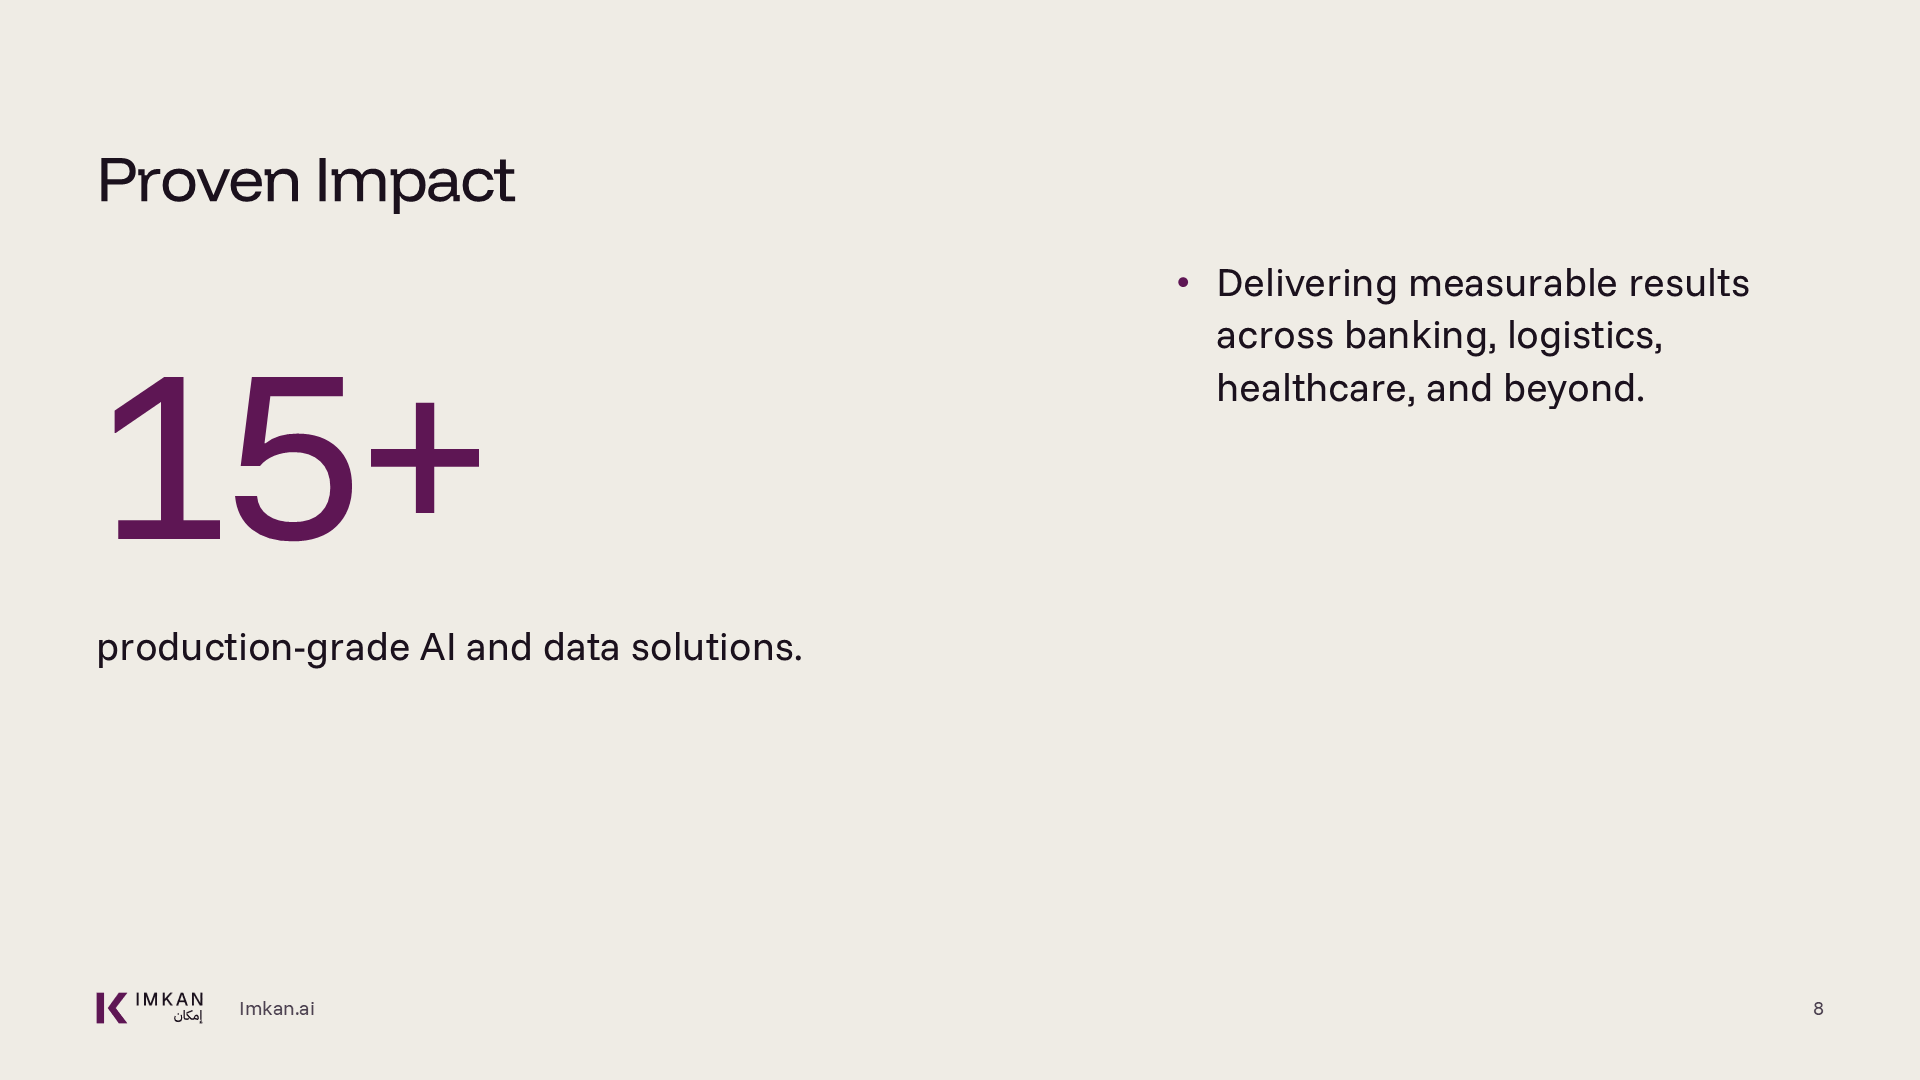 Proven Impact
15+
production-grade AI and data solutions.
• Delivering measurable results
across banking, logistics,
healthcare, and beyond.
IMKAN
إمكان
Imkan.ai
8